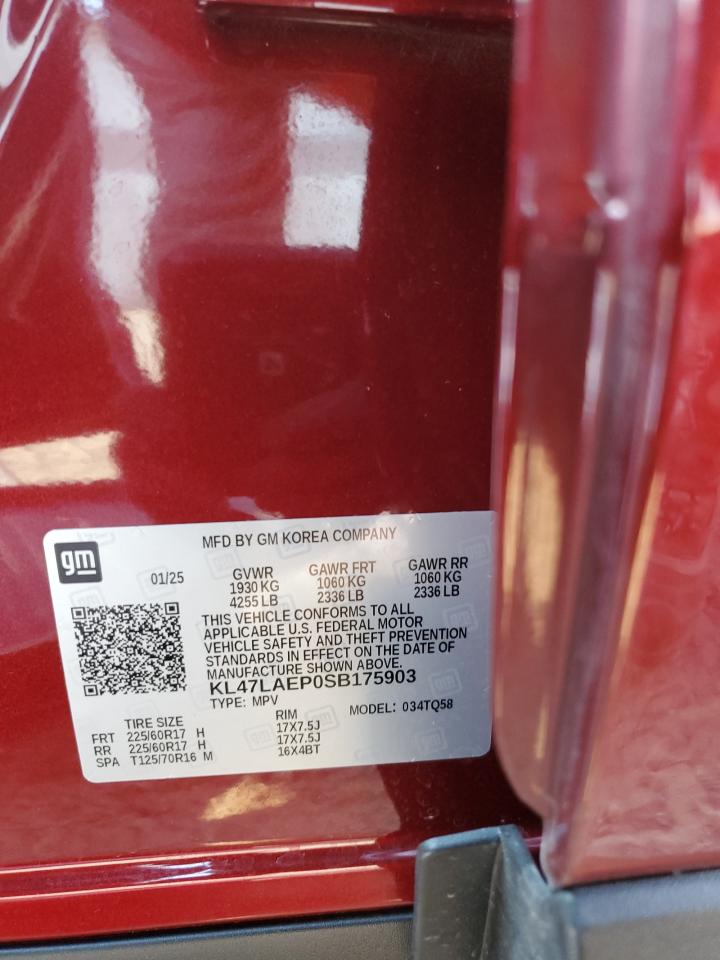 gm
MFD BY GM KOREA COMPANY
01/25
GVWR GAWR FRT GAWR RR
1930 KG 1060 KG 1060 KG
4255 LB 2336 LB 2336 LB
THIS VEHICLE CONFORMS TO ALL
APPLICABLE U.S. FEDERAL MOTOR
VEHICLE SAFETY AND THEFT PREVENTION
STANDARDS IN EFFECT ON THE DATE OF
MANUFACTURE SHOWN ABOVE.
KL47LAEP0SB175903
TYPE: MPV MODEL: 034TQ58
TIRE SIZE RIM
FRT 225/60R17 H 17X7.5J
RR 225/60R17 H 17X7.5J
SPA T125/70R16 M 16X4BT